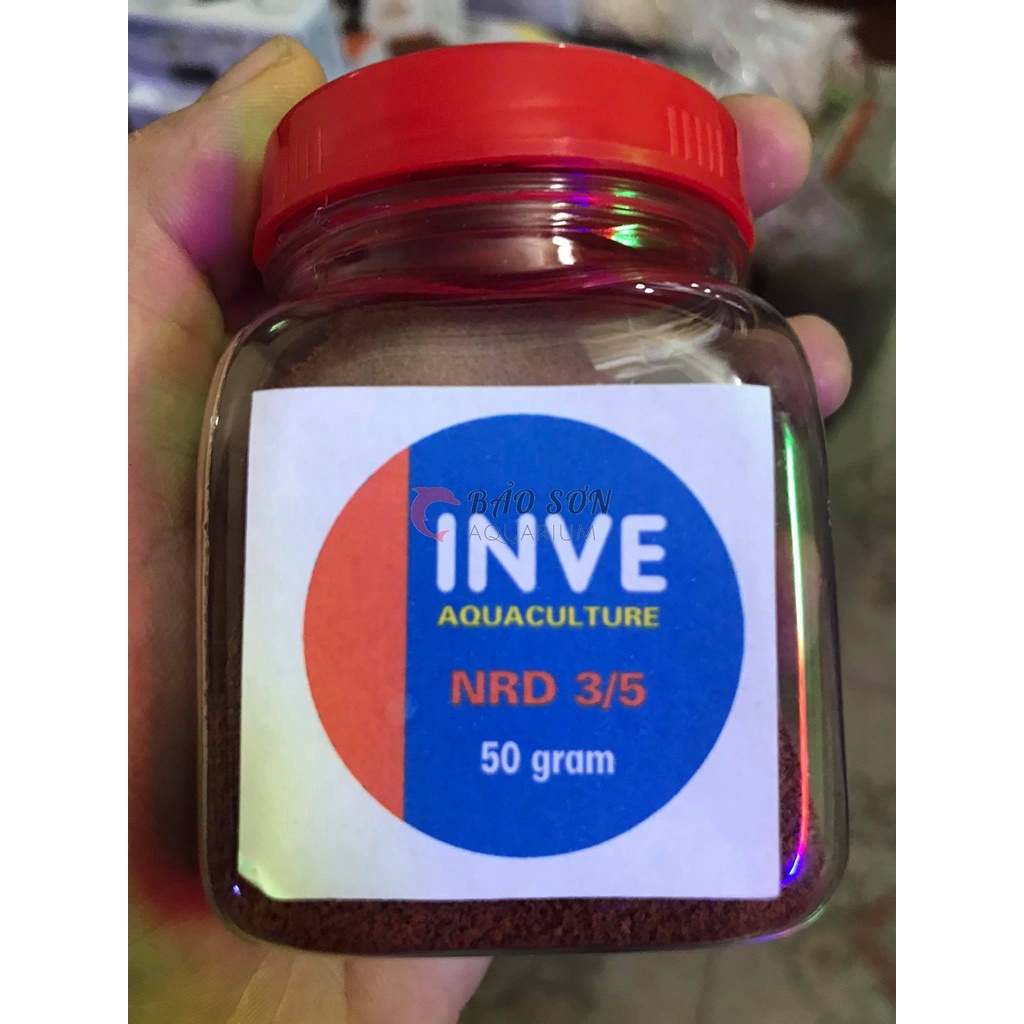 BẢO SƠN
AQUARIUM
INVE
AQUACULTURE
NRD 3/5
50 gram